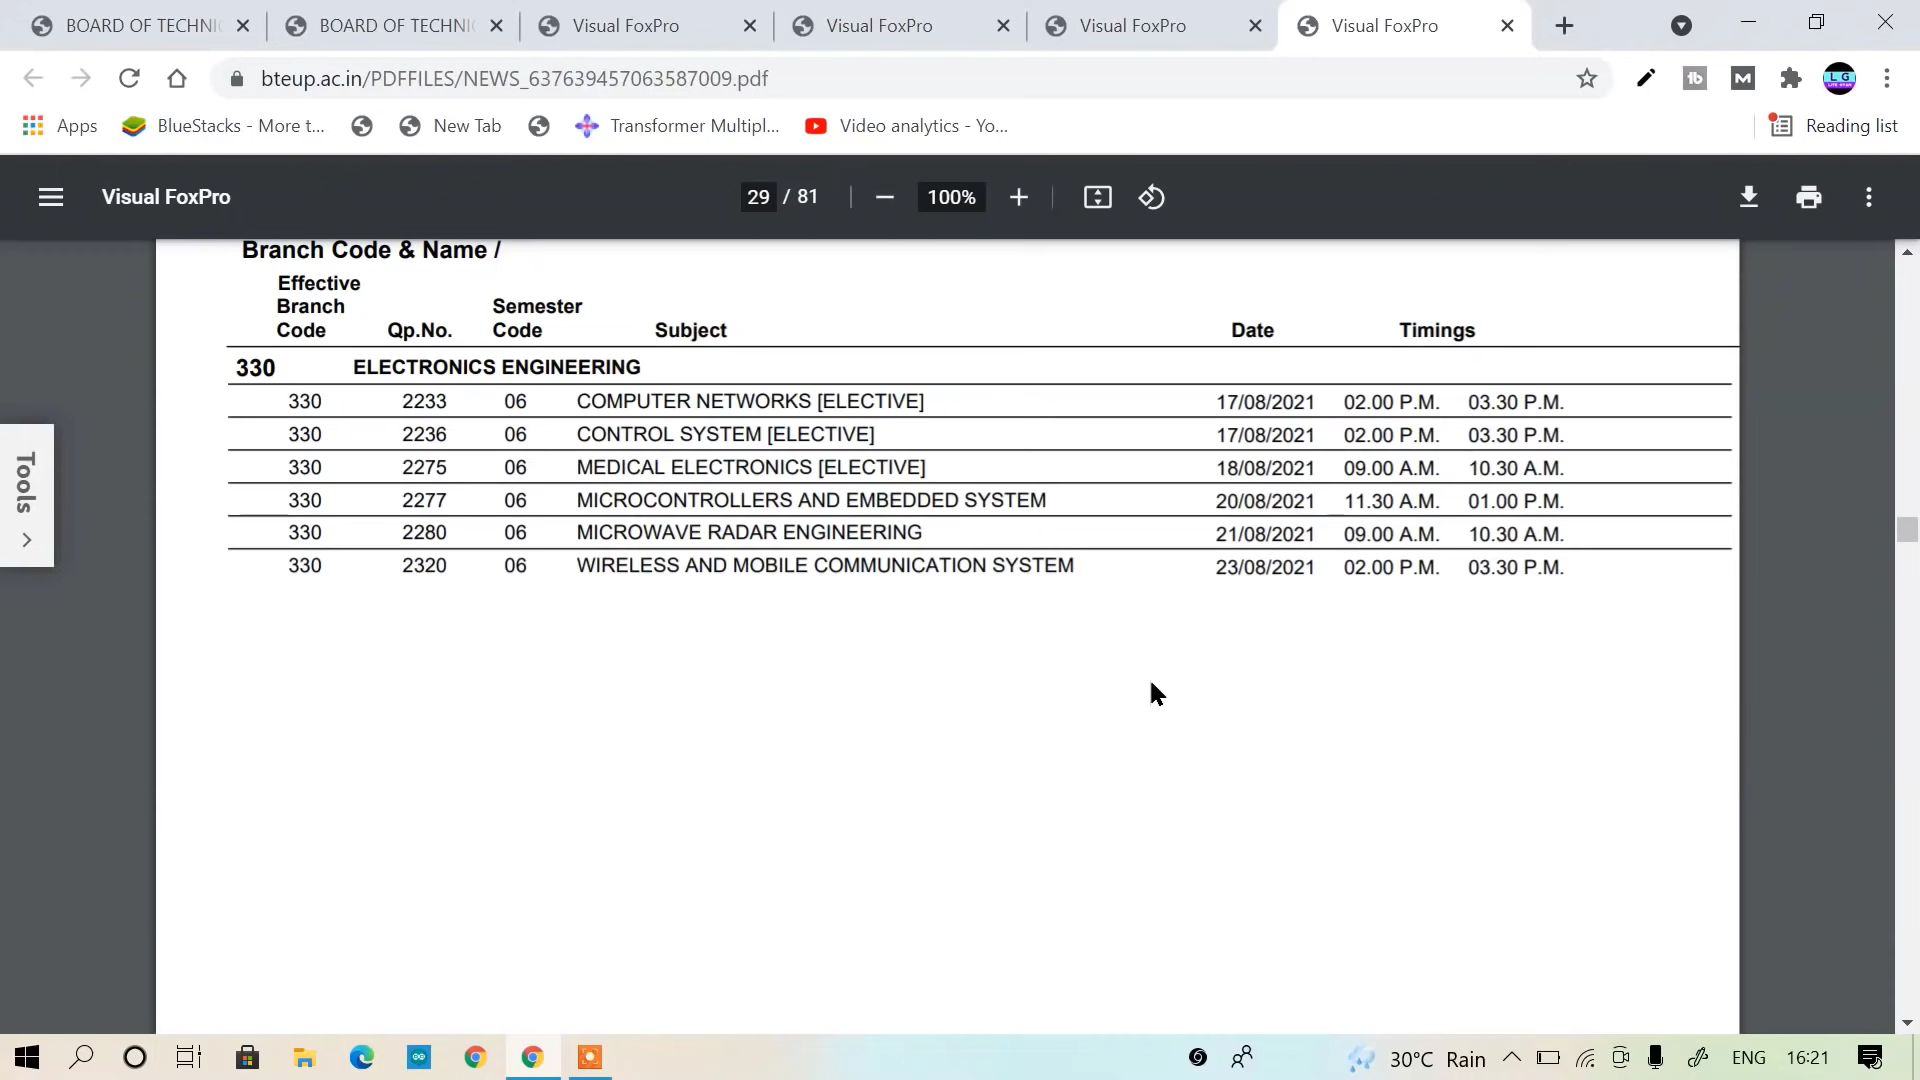 BOARD OF TECHNI BOARD OF TECHNI Visual FoxPro Visual FoxPro Visual FoxPro Visual FoxPro
bteup.ac.in/PDFFILES/NEWS_637639457063587009.pdf
Apps BlueStacks - More t... New Tab Transformer Multipl... Video analytics - Yo... Reading list
Visual FoxPro 29 / 81 100%
Branch Code & Name /
Effective
Branch Semester
Code Qp.No. Code Subject Date Timings
330 ELECTRONICS ENGINEERING
330 2233 06 COMPUTER NETWORKS [ELECTIVE] 17/08/2021 02.00 P.M. 03.30 P.M.
330 2236 06 CONTROL SYSTEM [ELECTIVE] 17/08/2021 02.00 P.M. 03.30 P.M.
330 2275 06 MEDICAL ELECTRONICS [ELECTIVE] 18/08/2021 09.00 A.M. 10.30 A.M.
330 2277 06 MICROCONTROLLERS AND EMBEDDED SYSTEM 20/08/2021 11.30 A.M. 01.00 P.M.
330 2280 06 MICROWAVE RADAR ENGINEERING 21/08/2021 09.00 A.M. 10.30 A.M.
330 2320 06 WIRELESS AND MOBILE COMMUNICATION SYSTEM 23/08/2021 02.00 P.M. 03.30 P.M.
Tools
30°C Rain ENG 16:21